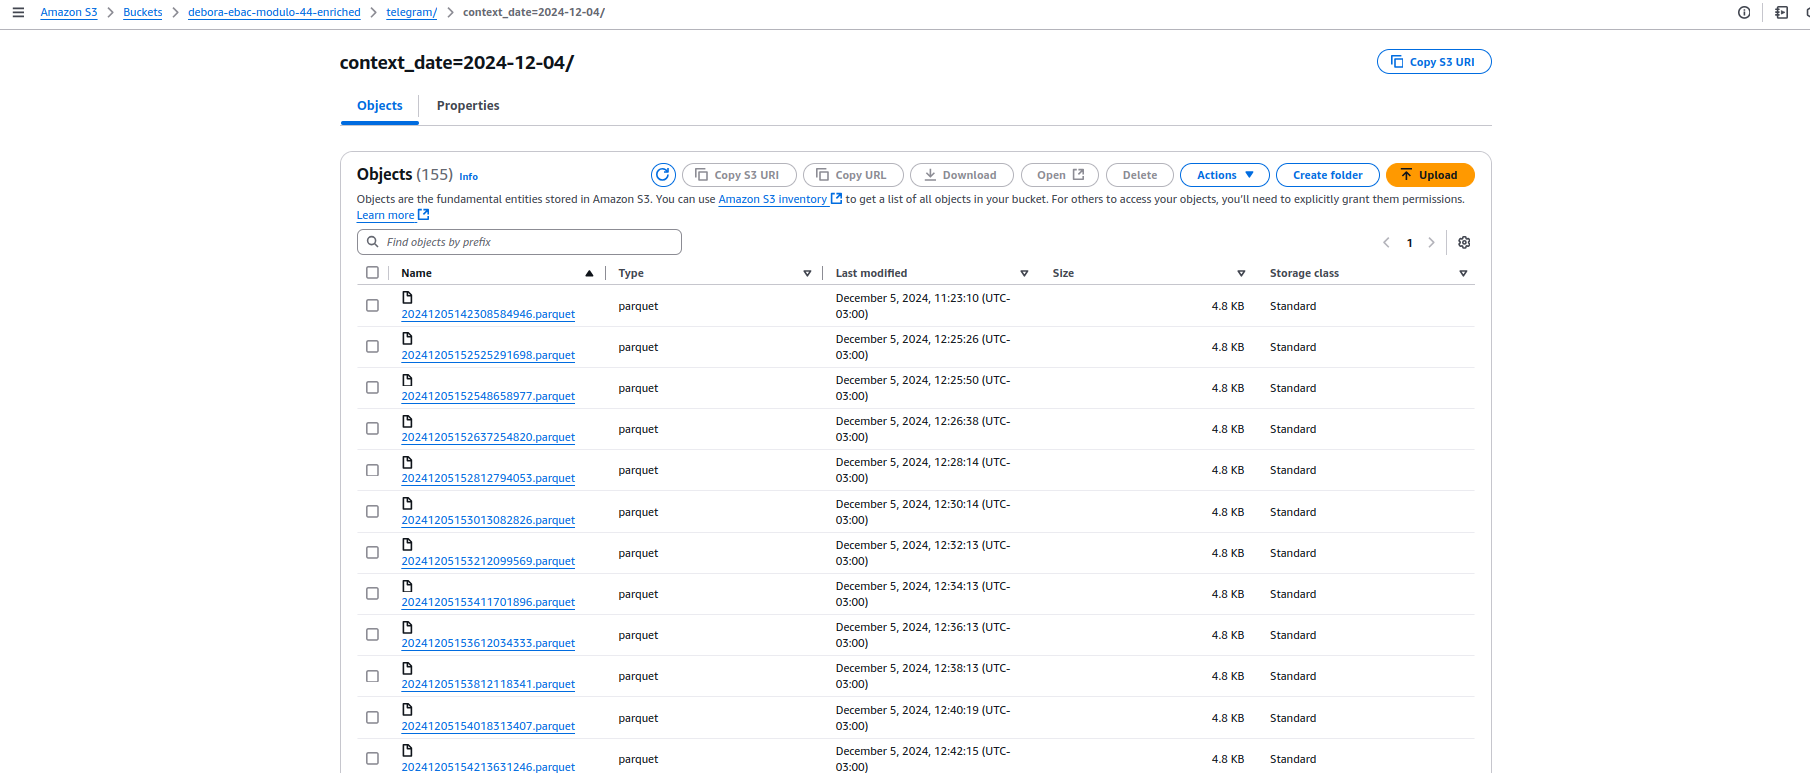 Amazon S3 > Buckets > debora-ebac-modulo-44-enriched > telegram/ > context_date=2024-12-04/
context_date=2024-12-04/
Copy S3 URI
Objects Properties
Objects (155) Info
Copy S3 URI Copy URL Download Open Delete Actions Create folder Upload
Objects are the fundamental entities stored in Amazon S3. You can use Amazon S3 inventory to get a list of all objects in your bucket. For others to access your objects, you'll need to explicitly grant them permissions.
Learn more
Find objects by prefix
1
Name Type Last modified Size Storage class
20241205142308584946.parquet parquet December 5, 2024, 11:23:10 (UTC-
03:00) 4.8 KB Standard
20241205152525291698.parquet parquet December 5, 2024, 12:25:26 (UTC-
03:00) 4.8 KB Standard
20241205152548658977.parquet parquet December 5, 2024, 12:25:50 (UTC-
03:00) 4.8 KB Standard
20241205152637254820.parquet parquet December 5, 2024, 12:26:38 (UTC-
03:00) 4.8 KB Standard
20241205152812794053.parquet parquet December 5, 2024, 12:28:14 (UTC-
03:00) 4.8 KB Standard
20241205153013082826.parquet parquet December 5, 2024, 12:30:14 (UTC-
03:00) 4.8 KB Standard
20241205153212099569.parquet parquet December 5, 2024, 12:32:13 (UTC-
03:00) 4.8 KB Standard
20241205153411701896.parquet parquet December 5, 2024, 12:34:13 (UTC-
03:00) 4.8 KB Standard
20241205153612034333.parquet parquet December 5, 2024, 12:36:13 (UTC-
03:00) 4.8 KB Standard
20241205153812118341.parquet parquet December 5, 2024, 12:38:13 (UTC-
03:00) 4.8 KB Standard
20241205154018313407.parquet parquet December 5, 2024, 12:40:19 (UTC-
03:00) 4.8 KB Standard
20241205154213631246.parquet parquet December 5, 2024, 12:42:15 (UTC-
03:00) 4.8 KB Standard